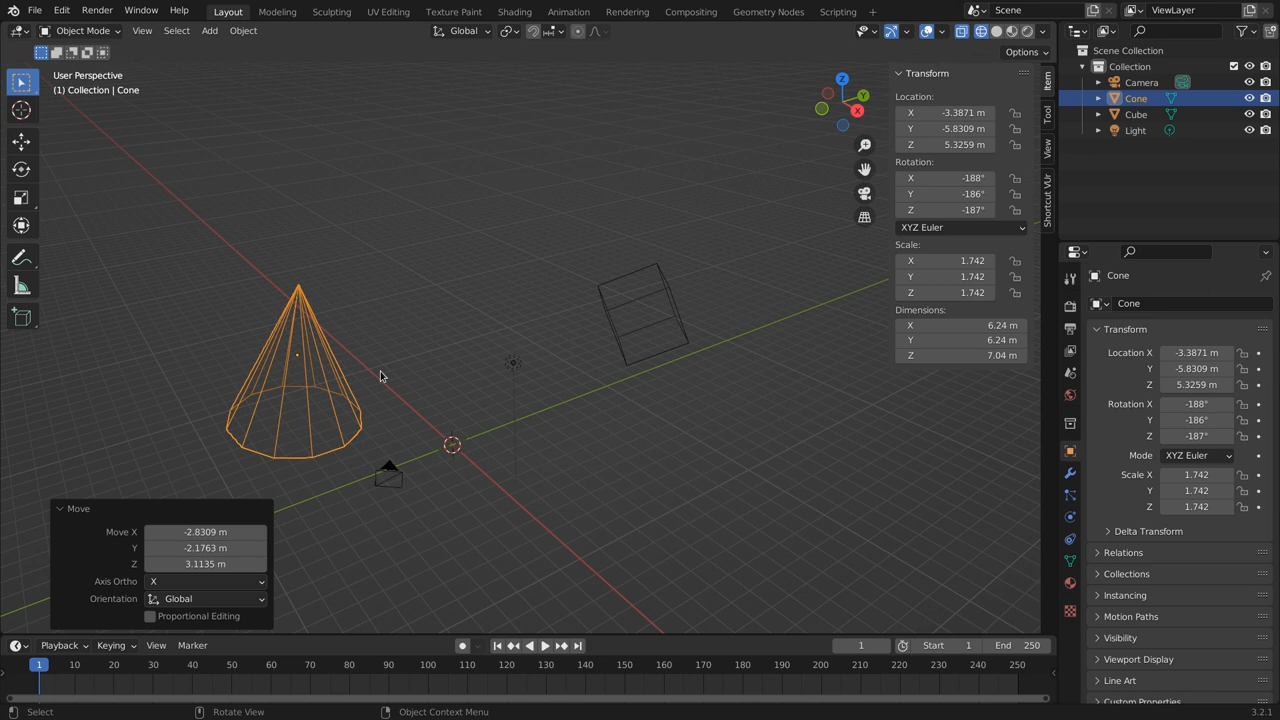 File Edit Render Window Help Layout Modeling Sculpting UV Editing Texture Paint Shading Animation Rendering Compositing Geometry Nodes Scripting + Scene ViewLayer
Object Mode View Select Add Object Global
Options
User Perspective
(1) Collection | Cone
Z
Y
X
Transform
Location:
X -3.3871 m
Y -5.8309 m
Z 5.3259 m
Rotation:
X -188°
Y -186°
Z -187°
XYZ Euler
Scale:
X 1.742
Y 1.742
Z 1.742
Dimensions:
X 6.24 m
Y 6.24 m
Z 7.04 m
Item
Tool
View
Shortcut VUr
Scene Collection
Collection
Camera
Cone
Cube
Light
Cone
Cone
Transform
Location X -3.3871 m
Y -5.8309 m
Z 5.3259 m
Rotation X -188°
Y -186°
Z -187°
Mode XYZ Euler
Scale X 1.742
Y 1.742
Z 1.742
Delta Transform
Relations
Collections
Instancing
Motion Paths
Visibility
Viewport Display
Line Art
Custom Properties
Move
Move X -2.8309 m
Y -2.1763 m
Z 3.1135 m
Axis Ortho X
Orientation Global
Proportional Editing
Playback Keying View Marker 1 Start 1 End 250
1 10 20 30 40 50 60 70 80 90 100 110 120 130 140 150 160 170 180 190 200 210 220 230 240 250
Select Rotate View Object Context Menu 3.2.1